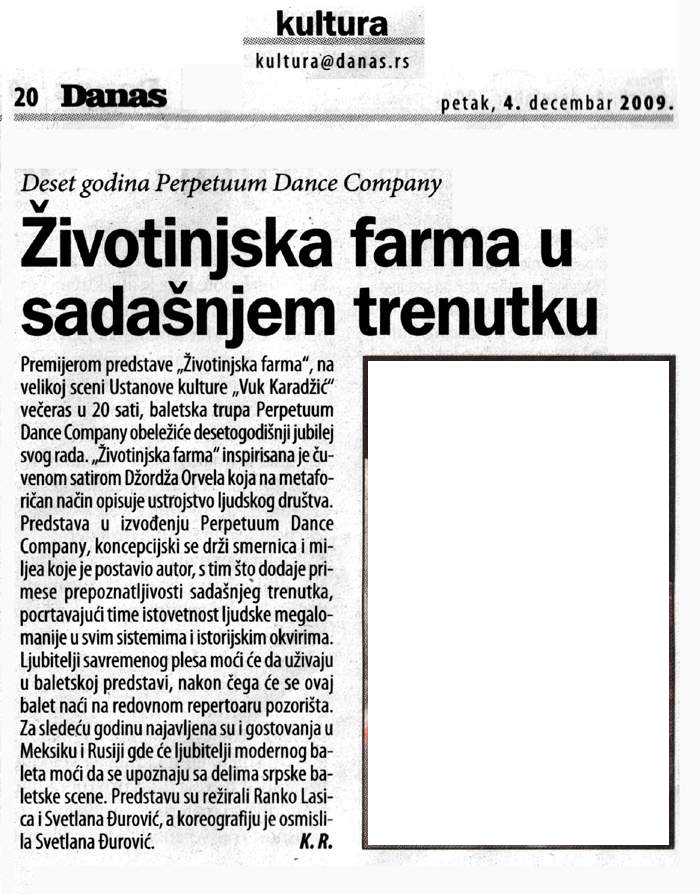 kultura
kultura@danas.rs
20 Danas
petak, 4. decembar 2009.
Deset godina Perpetuum Dance Company
Životinjska farma u
sadašnjem trenutku
Premijerom predstave „Životinjska farma“, na
velikoj sceni Ustanove kulture „Vuk Karadžić“
večeras u 20 sati, baletska trupa Perpetuum
Dance Company obeležiće desetogodišnji jubilej
svog rada. „Životinjska farma“ inspirisana je ču-
venom satirom Džordža Orvela koja na metafo-
ričan način opisuje ustrojstvo ljudskog društva.
Predstava u izvođenju Perpetuum Dance
Company, koncepcijski se drži smernica i mi-
ljea koje je postavio autor, s tim što dodaje pri-
mese prepoznatljivosti sadašnjeg trenutka,
pocrtavajući time istovetnost ljudske megalo-
manije u svim sistemima i istorijskim okvirima.
Ljubitelji savremenog plesa moći će da uživaju
u baletskoj predstavi, nakon čega će se ovaj
balet naći na redovnom repertoaru pozorišta.
Za sledeću godinu najavljena su i gostovanja u
Meksiku i Rusiji gde će ljubitelji modernog ba-
leta moći da se upoznaju sa delima srpske ba-
letske scene. Predstavu su režirali Ranko Lasi-
ca i Svetlana Đurović, a koreografiju je osmisli-
la Svetlana Đurović. K. R.